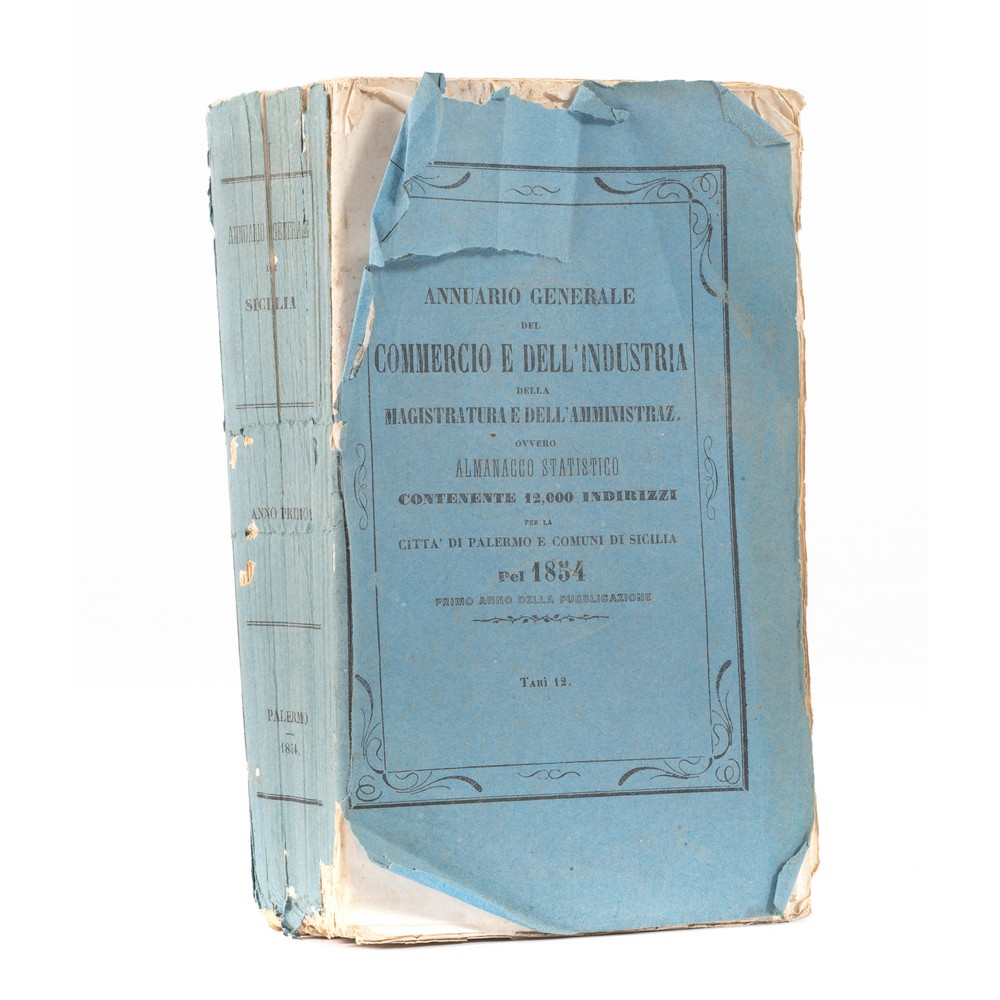 ANNUARIO GENERALE
DI
SICILIA
ANNO PRIMO
PALERMO
1854
ANNUARIO GENERALE
DEL
COMMERCIO E DELL'INDUSTRIA
DELLA
MAGISTRATURA E DELL'AMMINISTRAZ.
OVVERO
ALMANACCO STATISTICO
CONTENENTE 12,000 INDIRIZZI
PER LA
CITTA' DI PALERMO E COMUNI DI SICILIA
Pel 1854
PRIMO ANNO DELLA PUBBLICAZIONE
TARÌ 12.